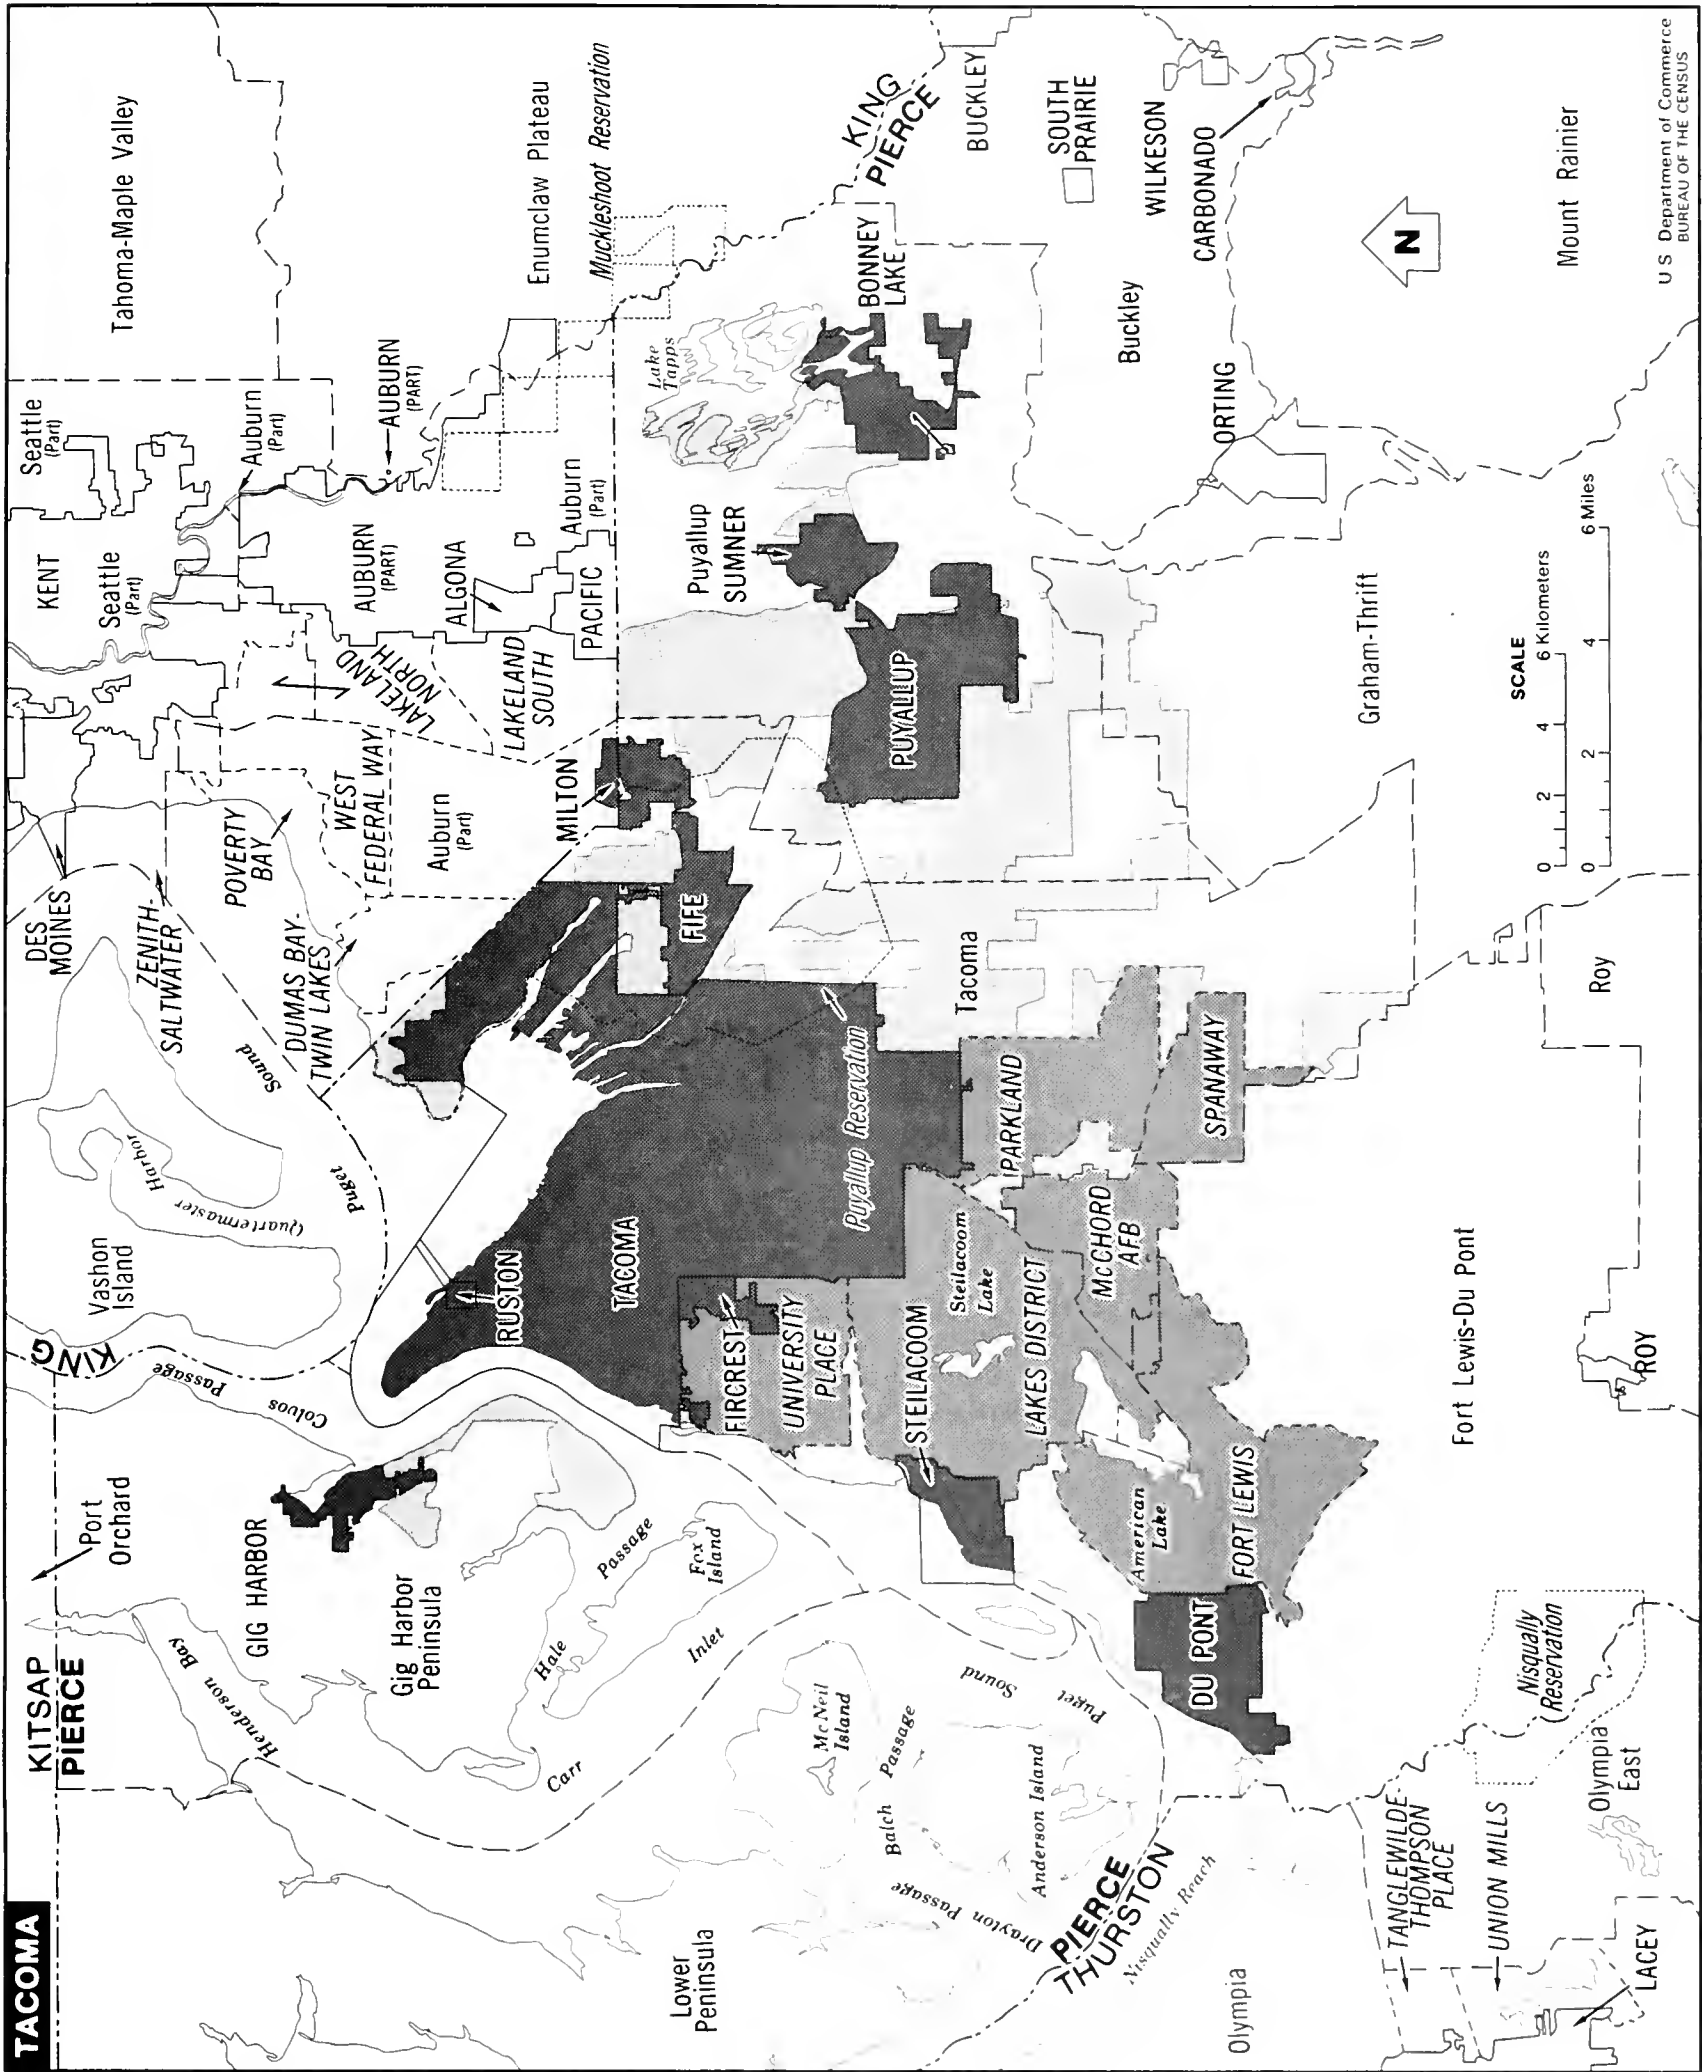 TACOMA
KITSAP
PIERCE
Port
Orchard
KING
Vashon
Island
Quartermaster
Harbor
Colvos
Passage
Puget
Sound
DES
MOINES
ZENITH-
SALTWATER
POVERTY
BAY
DUMAS BAY-
TWIN LAKES
WEST
FEDERAL WAY
Auburn
(Part)
KENT
Seattle
(Part)
Seattle
(Part)
Auburn
(Part)
AUBURN
(PART)
AUBURN
(PART)
ALGONA
Auburn
(Part)
PACIFIC
LAKELAND
NORTH
LAKELAND
SOUTH
Tahoma-Maple Valley
Enumclaw Plateau
Muckleshoot Reservation
KING
PIERCE
BUCKLEY
SOUTH
PRAIRIE
WILKESON
CARBONADO
N
Mount Rainier
U S Department of Commerce
BUREAU OF THE CENSUS
Lake
Tapps
BONNEY
LAKE
Buckley
ORTING
Puyallup
SUMNER
PUYALLUP
MILTON
FIFE
Tacoma
Puyallup Reservation
Graham-Thrift
SCALE
0 2 4 6 Kilometers
0 2 4 6 Miles
GIG HARBOR
Gig Harbor
Peninsula
Henderson
Bay
Hale
Passage
Fox
Island
Carr
Inlet
RUSTON
TACOMA
FIRCREST
UNIVERSITY
PLACE
STEILACOOM
Steilacoom
Lake
LAKES DISTRICT
McCHORD
AFB
PARKLAND
SPANAWAY
American
Lake
FORT LEWIS
DU PONT
Fort Lewis-Du Pont
Roy
ROY
Lower
Peninsula
McNeil
Island
Balch
Passage
Puget
Sound
Anderson Island
Drayton Passage
PIERCE
THURSTON
Nisqually Reach
Nisqually
Reservation
Olympia
East
Olympia
TANGLEWILDE-
THOMPSON
PLACE
UNION MILLS
LACEY